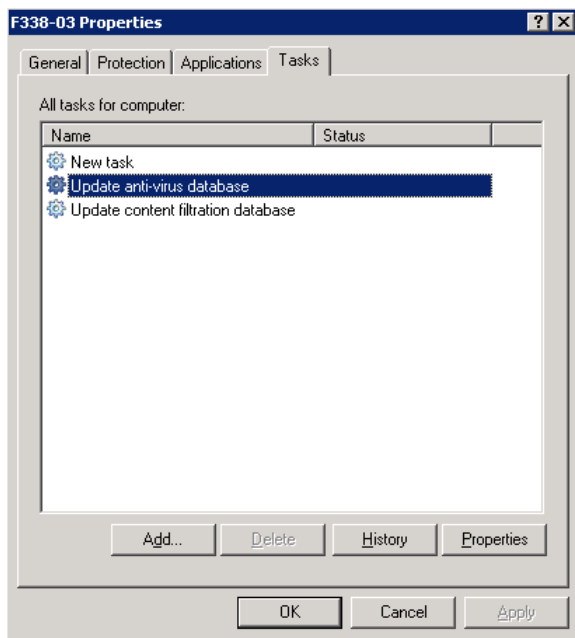 F338-03 Properties
General Protection Applications Tasks
All tasks for computer:
Name Status
New task
Update anti-virus database
Update content filtration database
Add... Delete History Properties
OK Cancel Apply